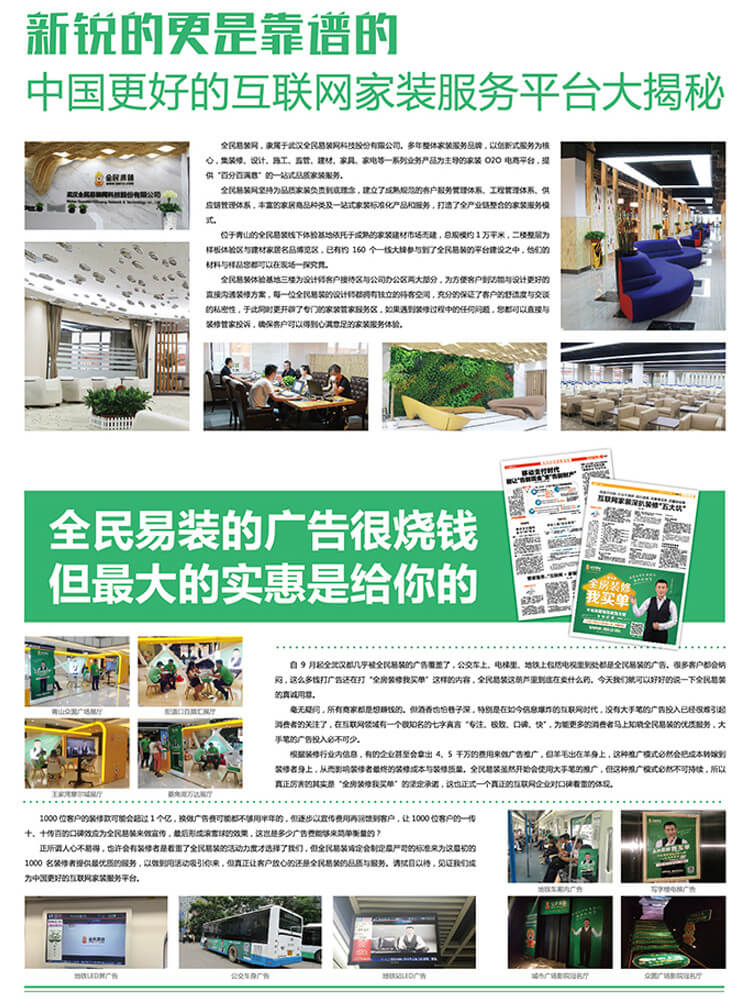 新锐的更是靠谱的
中国更好的互联网家装服务平台大揭秘
全民易装网，隶属于武汉全民易装网科技股份有限公司。多年整体家装服务品牌，以创新式服务为核
心，集装修、设计、施工、监管、建材、家具、家电等一系列业务产品为主导的家装 O2O 电商平台，提
供“百分百满意”的一站式品质家装服务。
全民易装网坚持为品质家装负责到底理念，建立了成熟规范的客户服务管理体系、工程管理体系、供
应链管理体系，丰富的家居商品种类及一站式家装标准化产品和服务，打造了全产业链整合的家装服务模
式。
位于青山的全民易装线下体验基地依托于成熟的家装建材市场而建，总规模约 1 万平米，二楼整层为
样板体验区与建材家居名品博览区，已有约 160 个一线大牌参与到了全民易装的平台建设之中，他们的
材料与样品您都可以在现场一探究竟。
全民易装体验基地三楼为设计师客户接待区与公司办公区两大部分，为方便客户到访期与设计更好的
直接沟通装修方案，每一位全民易装的设计师都拥有独立的待客空间，充分的保证了客户的舒适度与交谈
的私密性，于此同时更开辟了专门的家装管家服务区，如果遇到装修过程中的任何问题，您都可以直接与
装修管家投诉，确保客户可以得到心满意足的家装服务体验。
全民易装的广告很烧钱
但最大的实惠是给你的
移动支付时代
互联网家装深扒装修“五大坑”
全房装修
我买单
自 9 月起全武汉都几乎被全民易装的广告覆盖了，公交车上、电梯里、地铁上包括电视里到处都是全民易装的广告。很多客户都会纳
闷，这么多钱打广告还在打“全房装修我买单”这样的内容，全民易装这葫芦里到底在卖什么药。今天我们就可以好好的说一下全民易装
的真诚用意。
毫无疑问，所有商家都是想赚钱的。但酒香也怕巷子深，特别是在如今信息爆炸的互联网时代，没有大手笔的广告投入已经很难引起
消费者的关注了，在互联网领域有一个很知名的七字真言“专注、极致、口碑、快”，为能更多的消费者马上知晓全民易装的优质服务，大
手笔的广告投入必不可少。
根据装修行业内信息，有的企业甚至会拿出 4、5 千万的费用来做广告推广，但羊毛出在羊身上，这种推广模式必然会把成本转嫁到
装修者身上，从而影响装修者最终的装修成本与装修质量。全民易装虽然开始会使用大手笔的推广，但这种推广模式必然不可持续，所以
真正厉害的其实是“全房装修我买单”的坚定承诺，这也正式一个真正的互联网企业对口碑看重的体现。
青山众圆广场展厅
街道口百脑汇展厅
王家湾摩尔城展厅
菱角湖万达展厅
1000 位客户的装修款可能会超过 1 个亿，换做广告费可能都不够用半年的，但逐步以宣传费用再回馈到客户，让 1000 位客户的一传
十、十传百的口碑效应为全民易装来做宣传，最后形成滚雪球的效果，这岂是多少广告费能够来简单衡量的？
正所谓人心不易得，也许会有装修者是看重了全民易装的活动力度才选择了我们，但全民易装肯定会制定最严苛的标准来为这最初的
1000 名装修者提供最优质的服务，以做到用活动吸引你来，但真正让客户放心的还是全民易装的品质与服务。请拭目以待，见证我们成
为中国更好的互联网家装服务平台。
地铁车厢内广告
写字楼电梯广告
地铁LED屏广告
公交车身广告
地铁站LED广告
城市广场影院冠名厅
众圆广场影院冠名厅